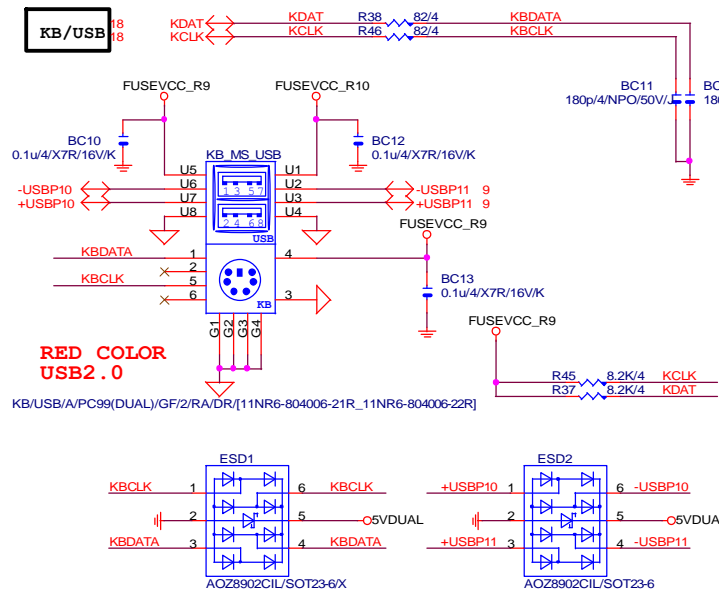 KB/USB
18
18
KDAT
KCLK
KDAT
KCLK
R38
R46
82/4
82/4
KBDATA
KBCLK
BC11
180p/4/NPO/50V/J
BC
18
FUSEVCC_R9
FUSEVCC_R10
BC10
0.1u/4/X7R/16V/K
BC12
0.1u/4/X7R/16V/K
KB_MS_USB
U5
U6
U7
U8
U1
U2
U3
U4
1 3 5 7
2 4 6 8
USB
-USBP10
+USBP10
-USBP11 9
+USBP11 9
FUSEVCC_R9
KBDATA
KBCLK
1
2
5
6
4
3
KB
BC13
0.1u/4/X7R/16V/K
G1
G2
G3
G4
FUSEVCC_R9
RED COLOR
USB2.0
R45
R37
8.2K/4
8.2K/4
KCLK
KDAT
KB/USB/A/PC99(DUAL)/GF/2/RA/DR/[11NR6-804006-21R_11NR6-804006-22R]
ESD1
KBCLK 1
2
KBDATA 3
6 KBCLK
5 5VDUAL
4 KBDATA
AOZ8902CIL/SOT23-6/X
ESD2
+USBP10 1
2
+USBP11 3
6 -USBP10
5 5VDUA
4 -USBP11
AOZ8902CIL/SOT23-6